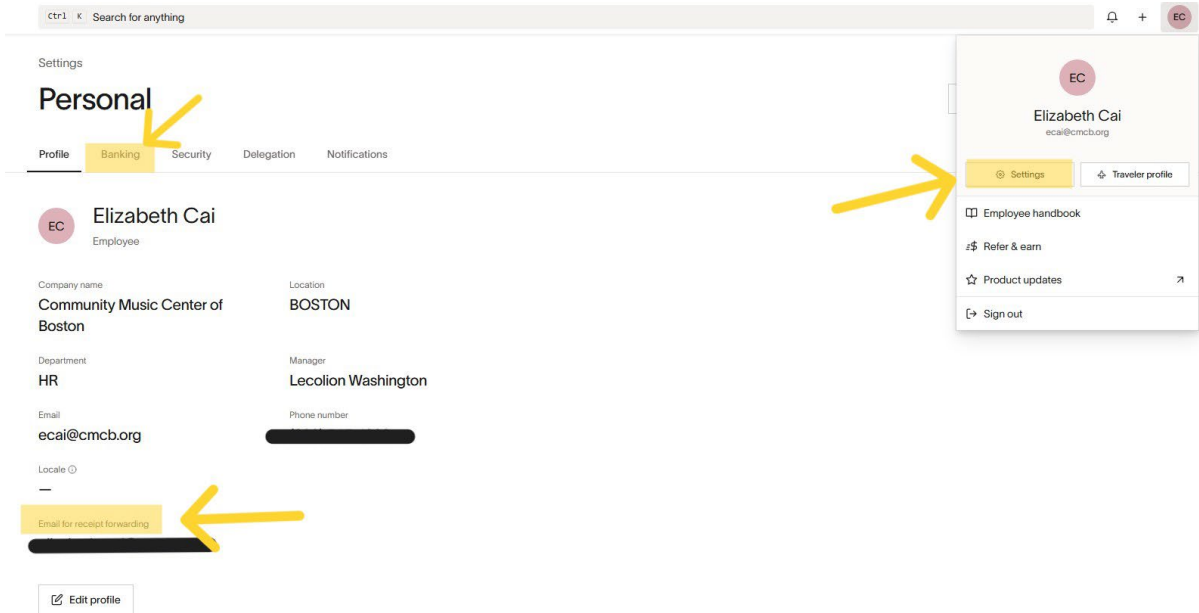 Ctrl K Search for anything
EC
Settings
Personal
Profile Banking Security Delegation Notifications
EC
Elizabeth Cai
Employee
Company name
Community Music Center of
Boston
Location
BOSTON
Department
HR
Manager
Lecolion Washington
Email
ecai@cmcb.org
Phone number
Locale
—
Email for receipt forwarding
Edit profile
EC
Elizabeth Cai
ecai@cmcb.org
Settings
Traveler profile
Employee handbook
Refer & earn
Product updates
Sign out